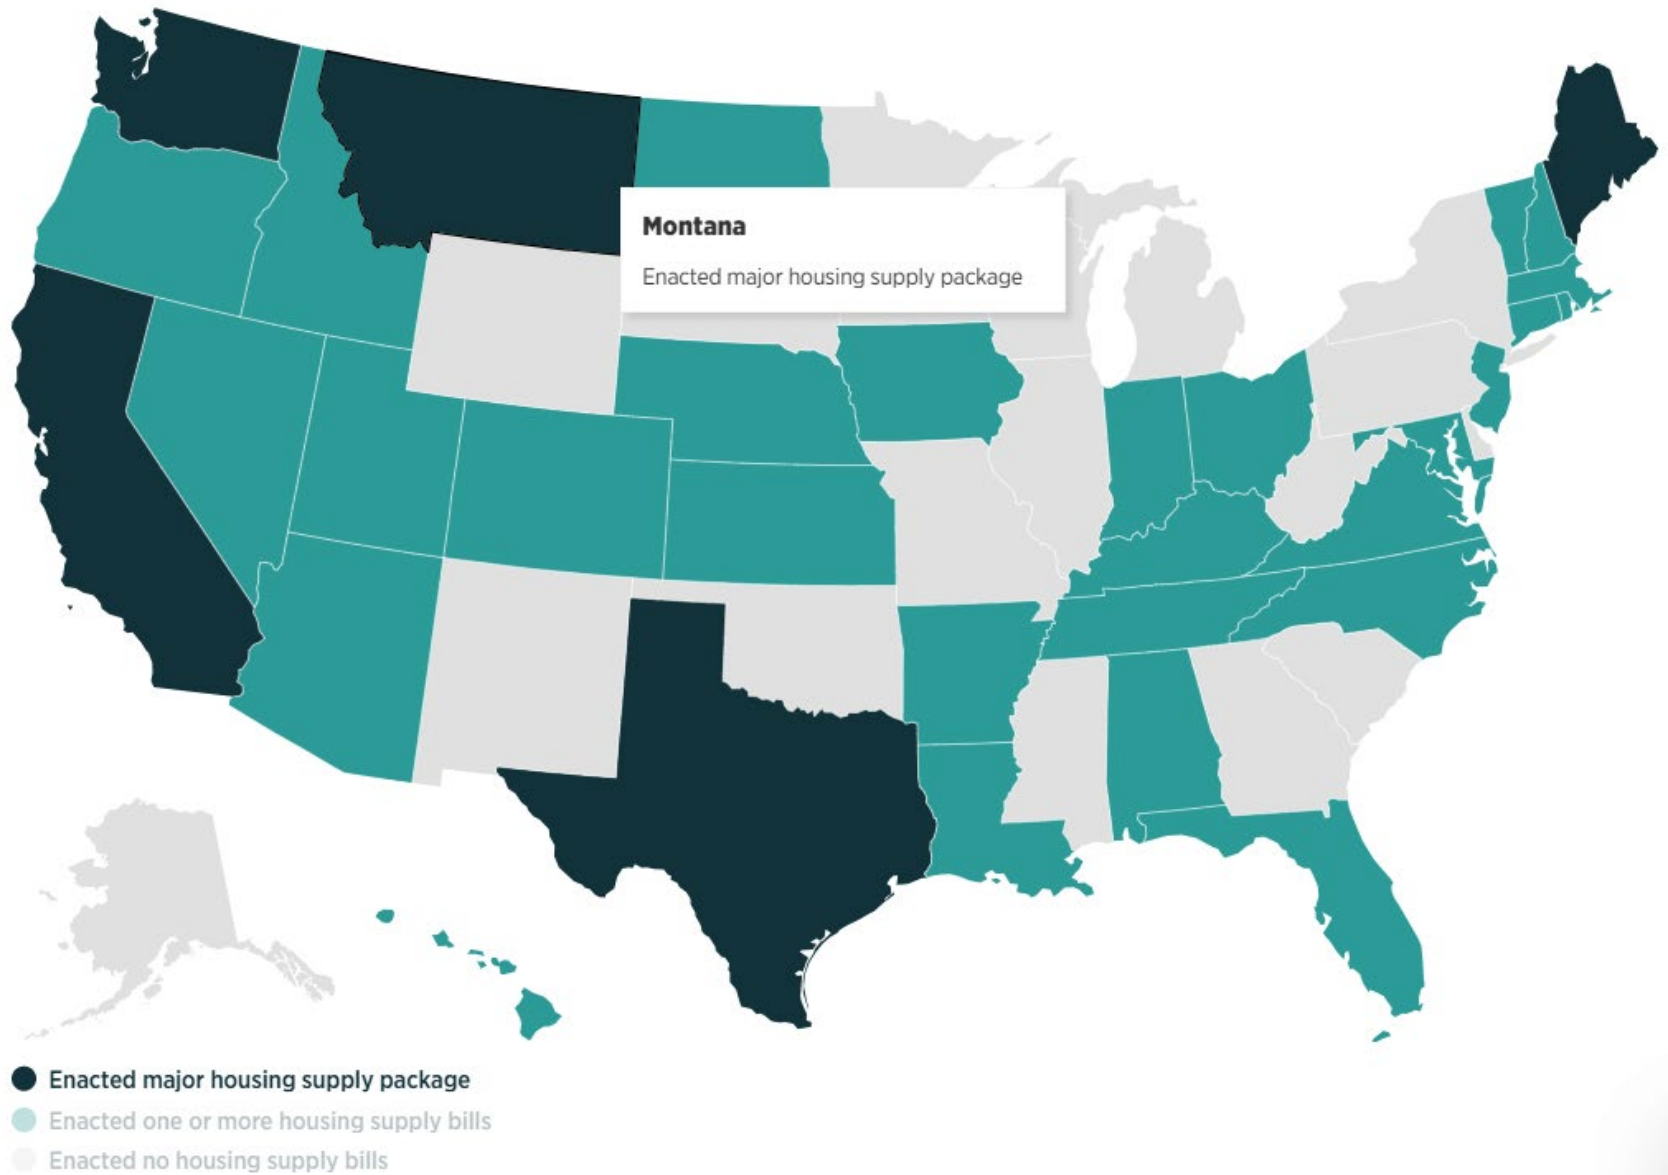 Montana
Enacted major housing supply package
Enacted major housing supply package
Enacted one or more housing supply bills
Enacted no housing supply bills